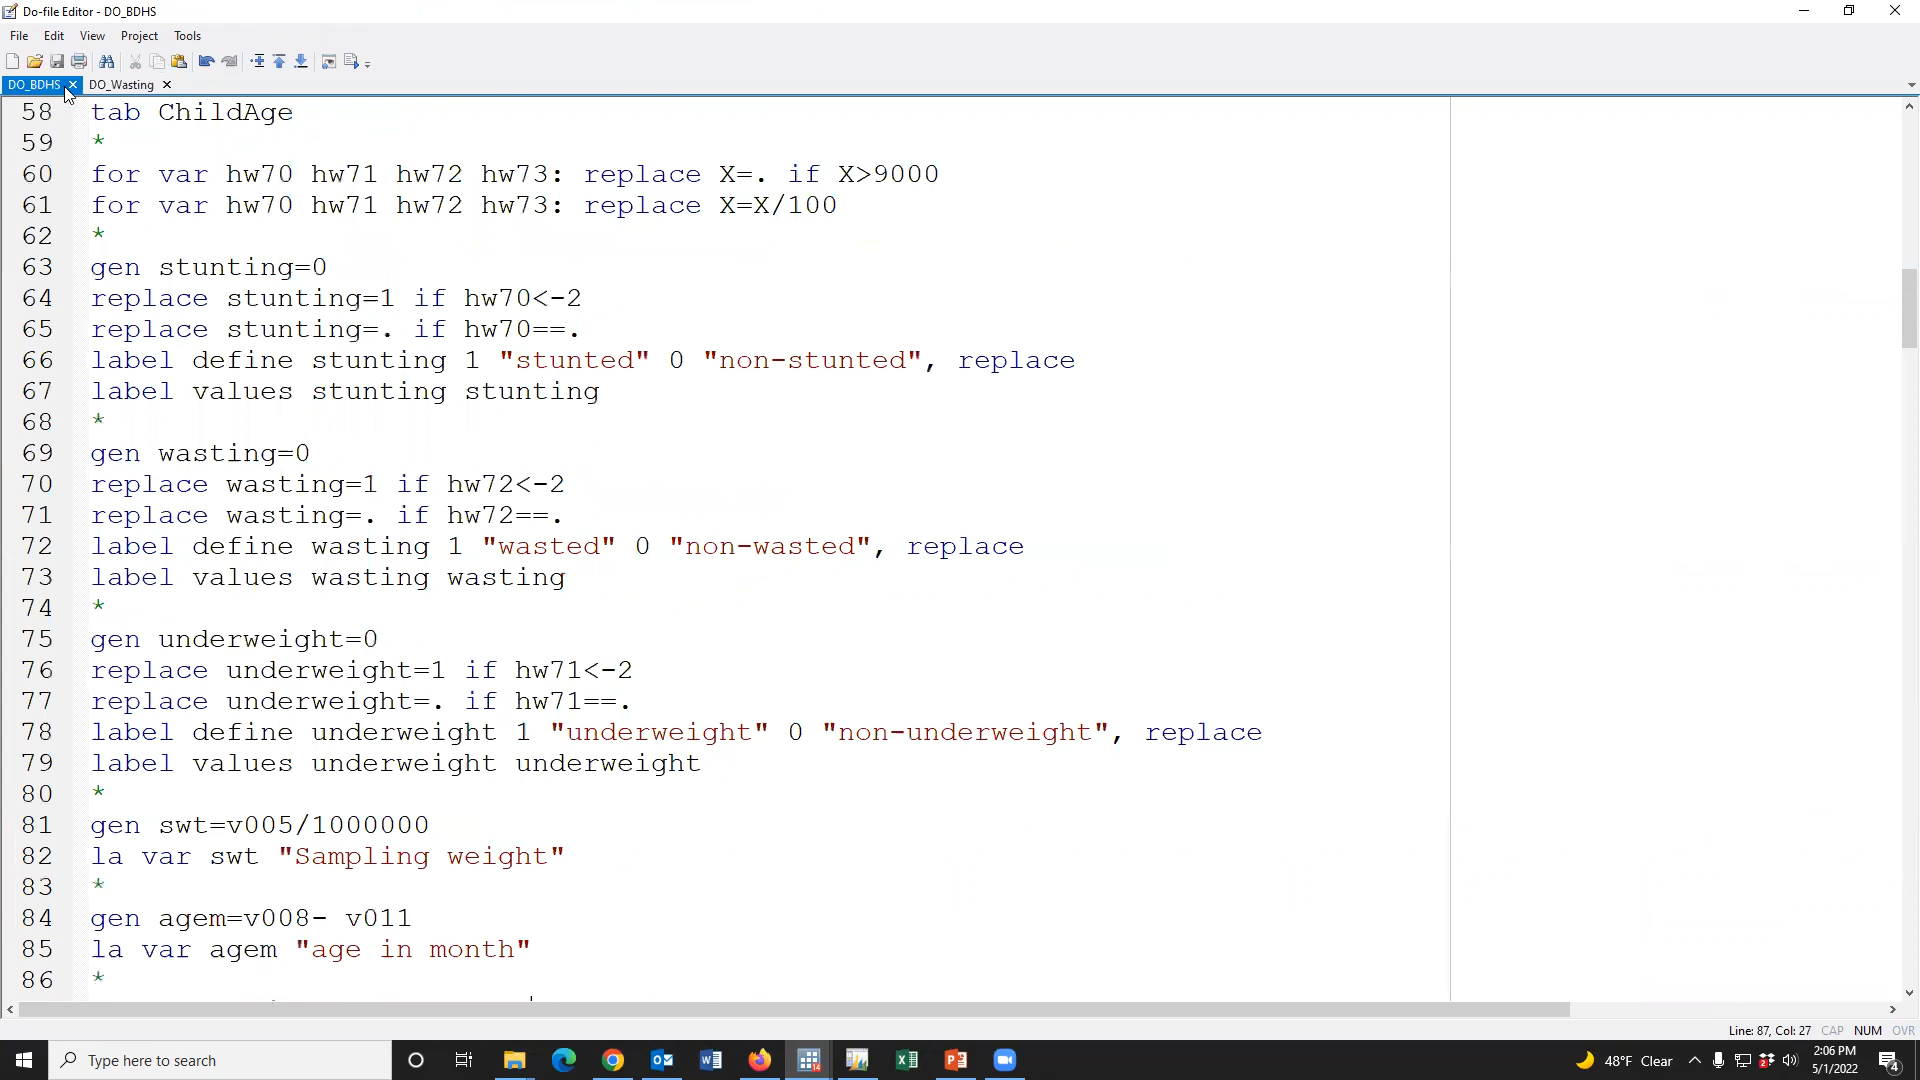 Do-file Editor - DO_BDHS
File Edit View Project Tools
DO_BDHS × DO_Wasting ×
58 tab ChildAge
59 *
60 for var hw70 hw71 hw72 hw73: replace X=. if X>9000
61 for var hw70 hw71 hw72 hw73: replace X=X/100
62 *
63 gen stunting=0
64 replace stunting=1 if hw70<-2
65 replace stunting=. if hw70==.
66 label define stunting 1 "stunted" 0 "non-stunted", replace
67 label values stunting stunting
68 *
69 gen wasting=0
70 replace wasting=1 if hw72<-2
71 replace wasting=. if hw72==.
72 label define wasting 1 "wasted" 0 "non-wasted", replace
73 label values wasting wasting
74 *
75 gen underweight=0
76 replace underweight=1 if hw71<-2
77 replace underweight=. if hw71==.
78 label define underweight 1 "underweight" 0 "non-underweight", replace
79 label values underweight underweight
80 *
81 gen swt=v005/1000000
82 la var swt "Sampling weight"
83 *
84 gen agem=v008- v011
85 la var agem "age in month"
86 *
Line: 87, Col: 27 CAP NUM OVR
Type here to search
48°F Clear
2:06 PM
5/1/2022
4